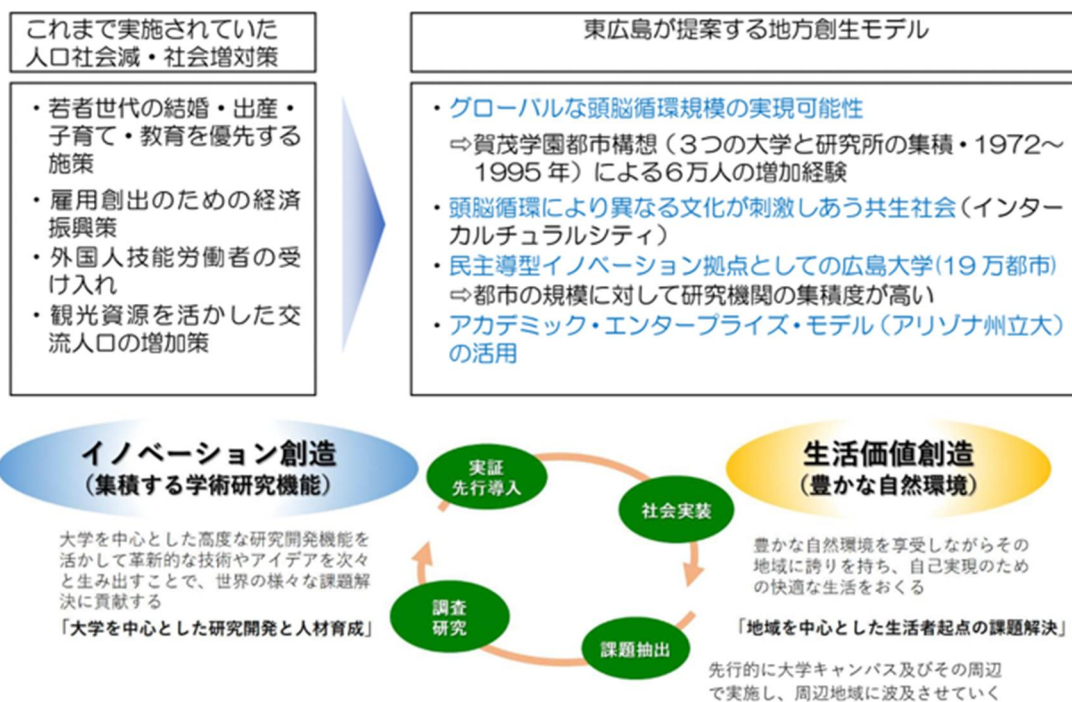 これまで実施されていた
人口社会減・社会増対策
東広島が提案する地方創生モデル
・若者世代の結婚・出産・
子育て・教育を優先する
施策
・雇用創出のための経済
振興策
・外国人技能労働者の受
け入れ
・観光資源を活かした交
流人口の増加策
・グローバルな頭脳循環規模の実現可能性
⇨賀茂学園都市構想（３つの大学と研究所の集積・1972～
1995年）による6万人の増加経験
・頭脳循環により異なる文化が刺激しあう共生社会（インター
カルチュラルシティ）
・民主導型イノベーション拠点としての広島大学(19万都市)
⇨都市の規模に対して研究機関の集積度が高い
・アカデミック・エンタープライズ・モデル（アリゾナ州立大）
の活用
イノベーション創造
（集積する学術研究機能）
大学を中心とした高度な研究開発機能を
活かして革新的な技術やアイデアを次々
と生み出すことで、世界の様々な課題解
決に貢献する
「大学を中心とした研究開発と人材育成」
実証
先行導入
社会実装
調査
研究
課題抽出
生活価値創造
（豊かな自然環境）
豊かな自然環境を享受しながらその
地域に誇りを持ち、自己実現のため
の快適な生活をおくる
「地域を中心とした生活者起点の課題解決」
先行的に大学キャンパス及びその周辺
で実施し、周辺地域に波及させていく